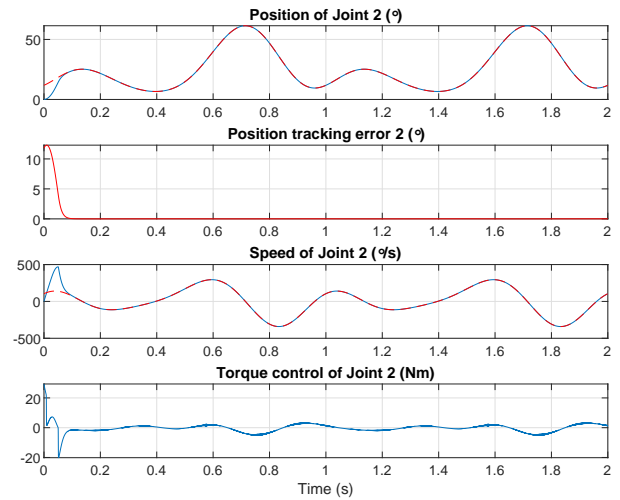 Position of Joint 2 (°)
50
0
0 0.2 0.4 0.6 0.8 1 1.2 1.4 1.6 1.8 2
Position tracking error 2 (°)
10
5
0
0 0.2 0.4 0.6 0.8 1 1.2 1.4 1.6 1.8 2
Speed of Joint 2 (°/s)
500
0
-500
0 0.2 0.4 0.6 0.8 1 1.2 1.4 1.6 1.8 2
Torque control of Joint 2 (Nm)
20
0
-20
0 0.2 0.4 0.6 0.8 1 1.2 1.4 1.6 1.8 2
Time (s)